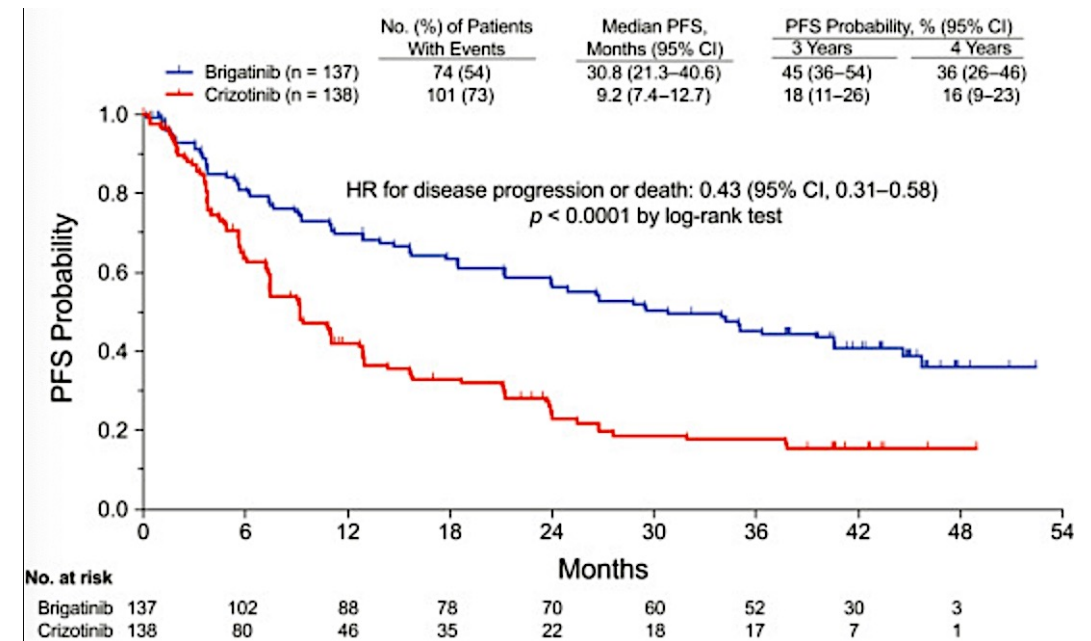 No. (%) of Patients With Events
Median PFS, Months (95% CI)
PFS Probability, % (95% CI)
3 Years 4 Years
Brigatinib (n = 137) 74 (54) 30.8 (21.3–40.6) 45 (36–54) 36 (26–46)
Crizotinib (n = 138) 101 (73) 9.2 (7.4–12.7) 18 (11–26) 16 (9–23)
HR for disease progression or death: 0.43 (95% CI, 0.31–0.58)
p < 0.0001 by log-rank test
PFS Probability
1.0
0.8
0.6
0.4
0.2
0.0
0 6 12 18 24 30 36 42 48 54
Months
No. at risk
Brigatinib 137 102 88 78 70 60 52 30 3
Crizotinib 138 80 46 35 22 18 17 7 1